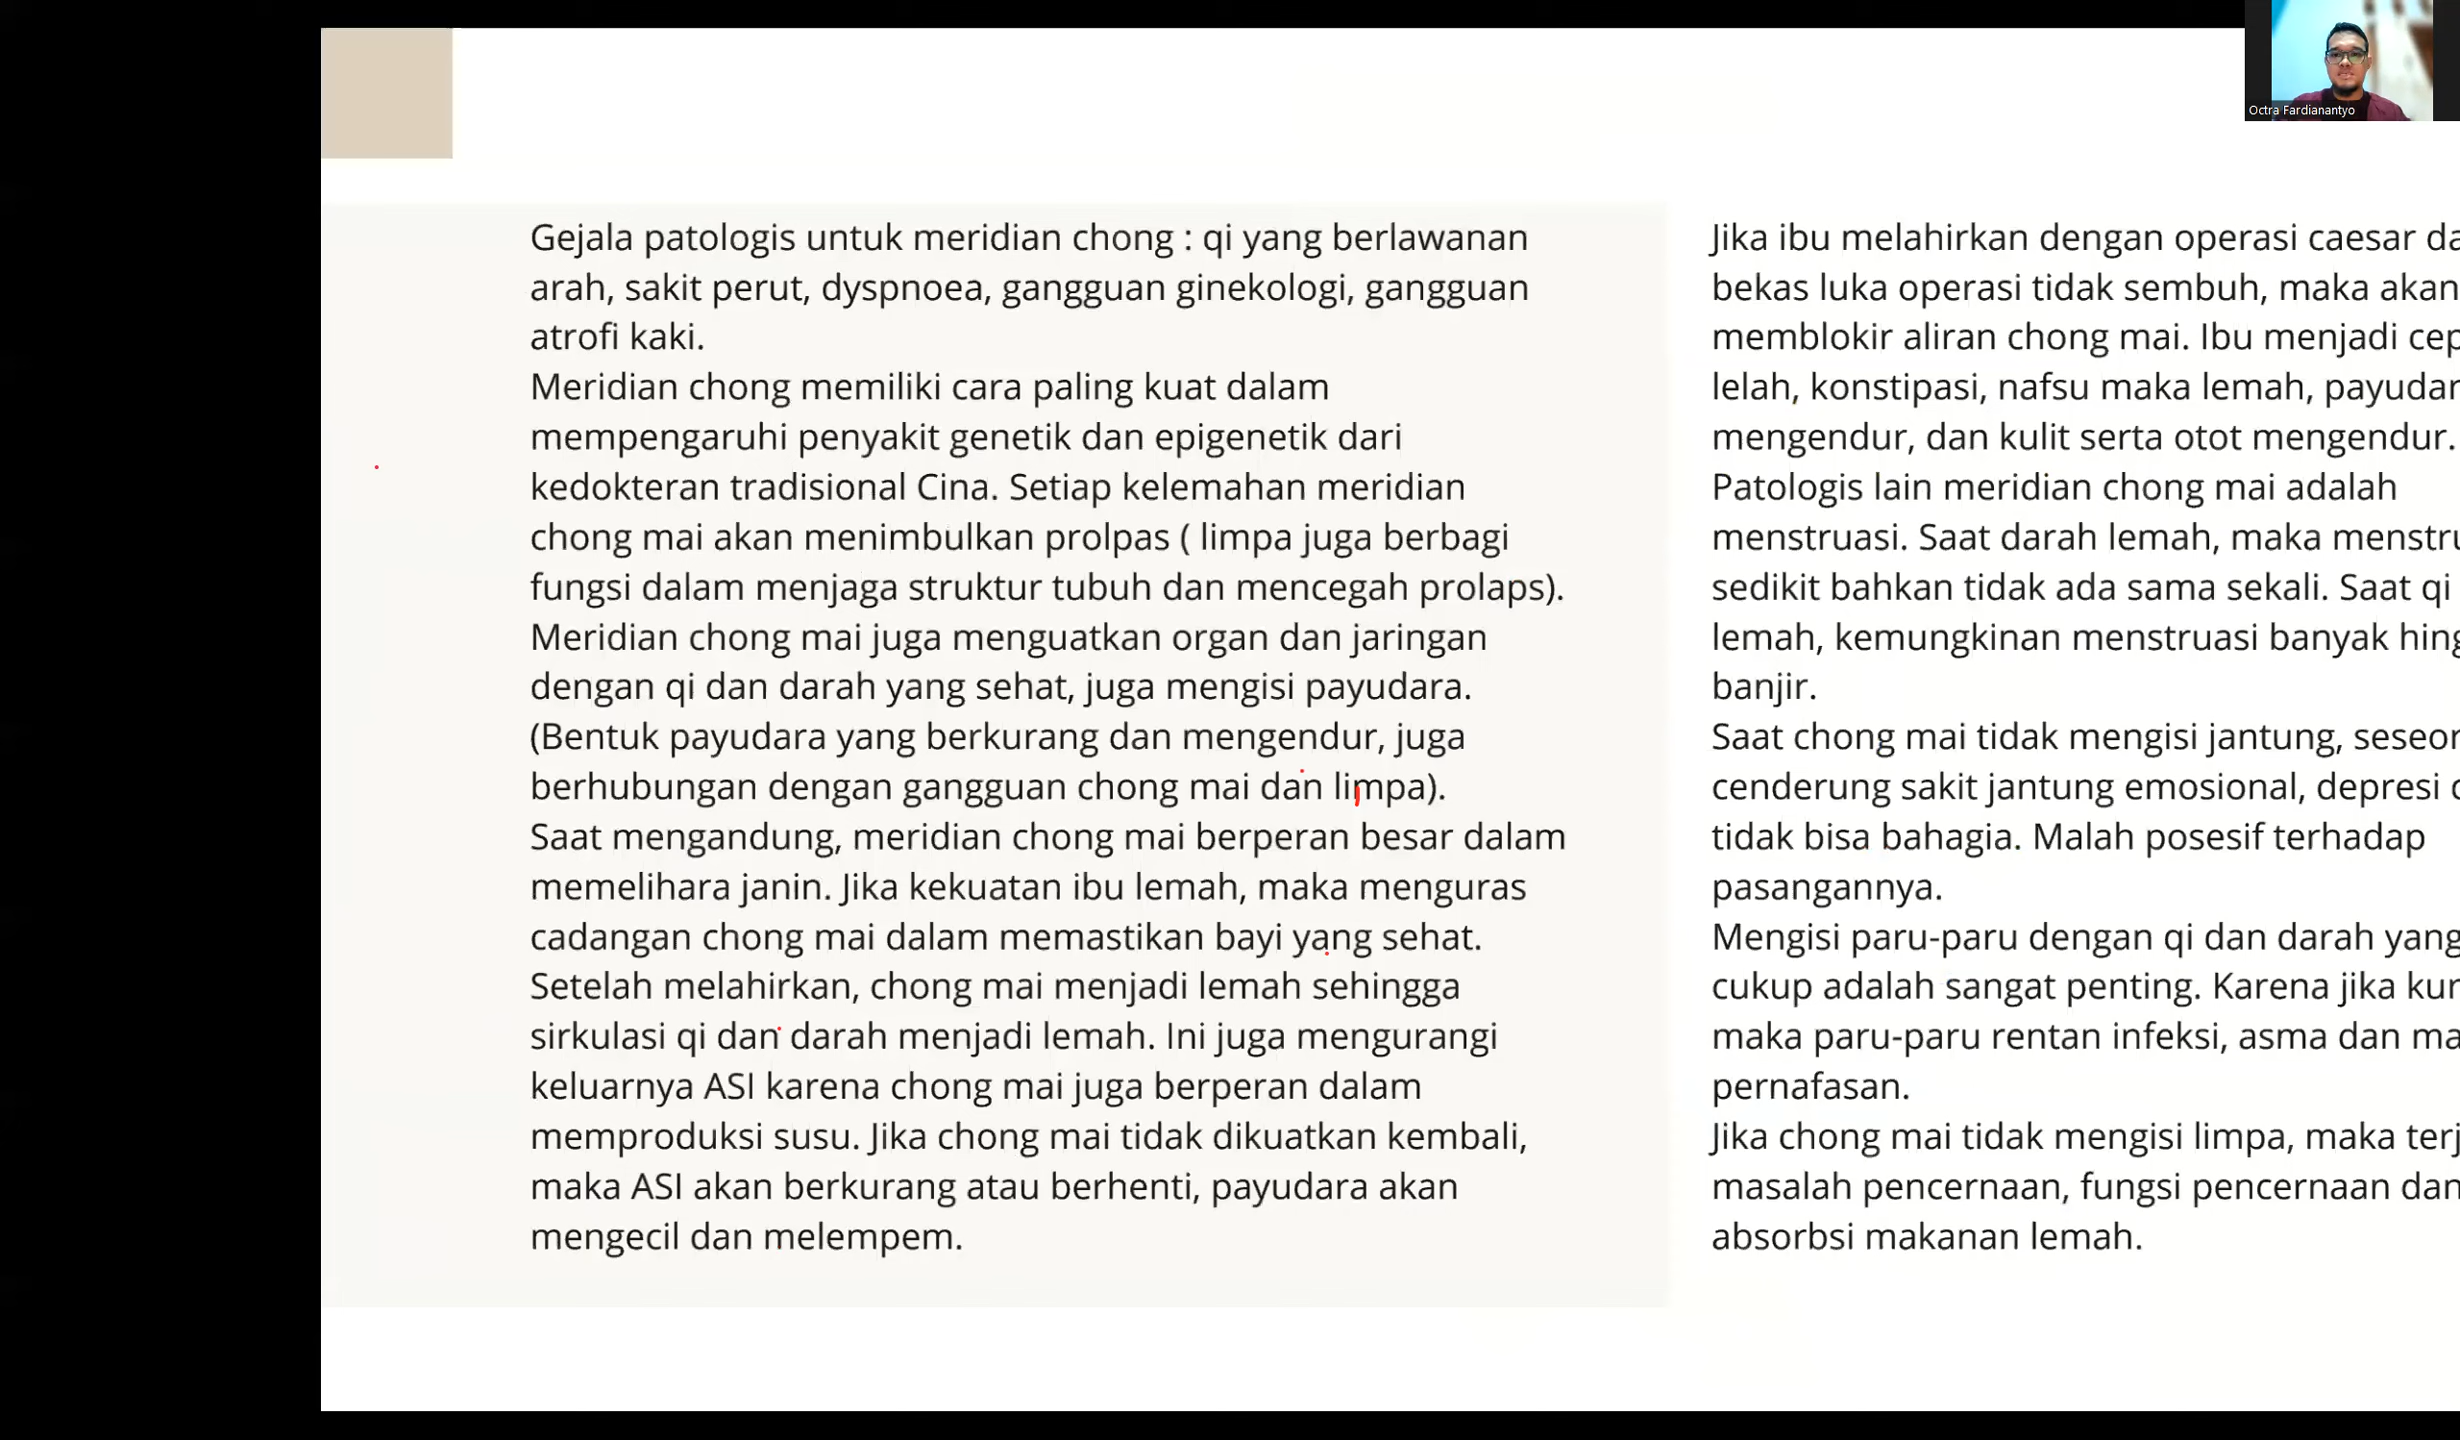 Octra Fardianantyo
Gejala patologis untuk meridian chong : qi yang berlawanan
arah, sakit perut, dyspnoea, gangguan ginekologi, gangguan
atrofi kaki.
Meridian chong memiliki cara paling kuat dalam
mempengaruhi penyakit genetik dan epigenetik dari
kedokteran tradisional Cina. Setiap kelemahan meridian
chong mai akan menimbulkan prolpas ( limpa juga berbagi
fungsi dalam menjaga struktur tubuh dan mencegah prolaps).
Meridian chong mai juga menguatkan organ dan jaringan
dengan qi dan darah yang sehat, juga mengisi payudara.
(Bentuk payudara yang berkurang dan mengendur, juga
berhubungan dengan gangguan chong mai dan limpa).
Saat mengandung, meridian chong mai berperan besar dalam
memelihara janin. Jika kekuatan ibu lemah, maka menguras
cadangan chong mai dalam memastikan bayi yang sehat.
Setelah melahirkan, chong mai menjadi lemah sehingga
sirkulasi qi dan darah menjadi lemah. Ini juga mengurangi
keluarnya ASI karena chong mai juga berperan dalam
memproduksi susu. Jika chong mai tidak dikuatkan kembali,
maka ASI akan berkurang atau berhenti, payudara akan
mengecil dan melempem.
Jika ibu melahirkan dengan operasi caesar
bekas luka operasi tidak sembuh, maka akan
memblokir aliran chong mai. Ibu menjadi
lelah, konstipasi, nafsu maka lemah,
mengendur, dan kulit serta otot mengendur.
Patologis lain meridian chong mai adalah
menstruasi. Saat darah lemah, maka
sedikit bahkan tidak ada sama sekali. Saat qi
lemah, kemungkinan menstruasi banyak
banjir.
Saat chong mai tidak mengisi jantung,
cenderung sakit jantung emosional, depresi
tidak bisa bahagia. Malah posesif terhadap
pasangannya.
Mengisi paru-paru dengan qi dan darah yang
cukup adalah sangat penting. Karena jika
maka paru-paru rentan infeksi, asma dan
pernafasan.
Jika chong mai tidak mengisi limpa, maka
masalah pencernaan, fungsi pencernaan dan
absorbsi makanan lemah.